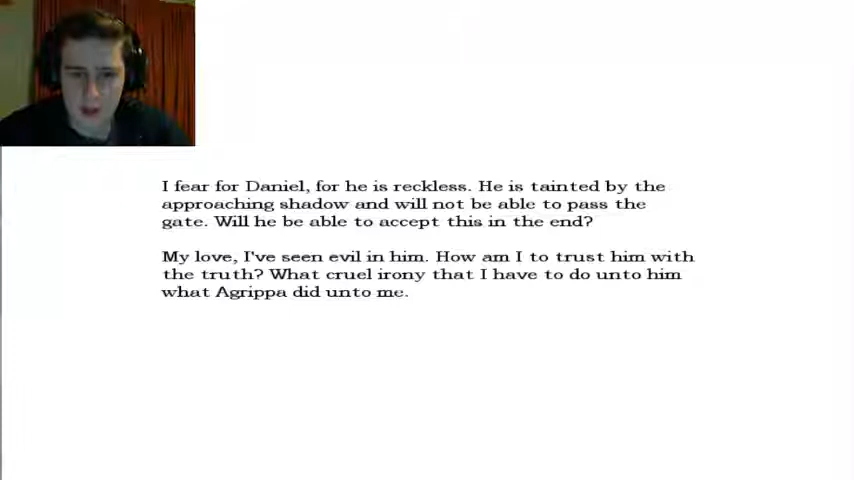 I fear for Daniel, for he is reckless. He is tainted by the
approaching shadow and will not be able to pass the
gate. Will he be able to accept this in the end?
My love, I've seen evil in him. How am I to trust him with
the truth? What cruel irony that I have to do unto him
what Agrippa did unto me.